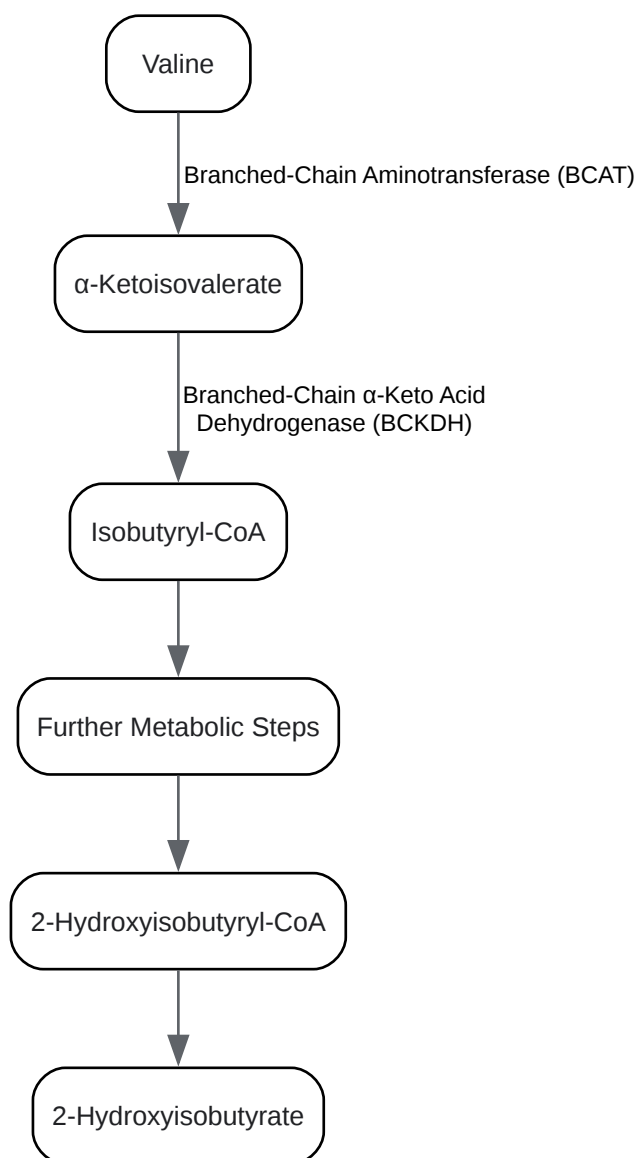 Valine
Branched-Chain Aminotransferase (BCAT)
α-Ketoisovalerate
Branched-Chain α-Keto Acid
Dehydrogenase (BCKDH)
Isobutyryl-CoA
Further Metabolic Steps
2-Hydroxyisobutyryl-CoA
2-Hydroxyisobutyrate